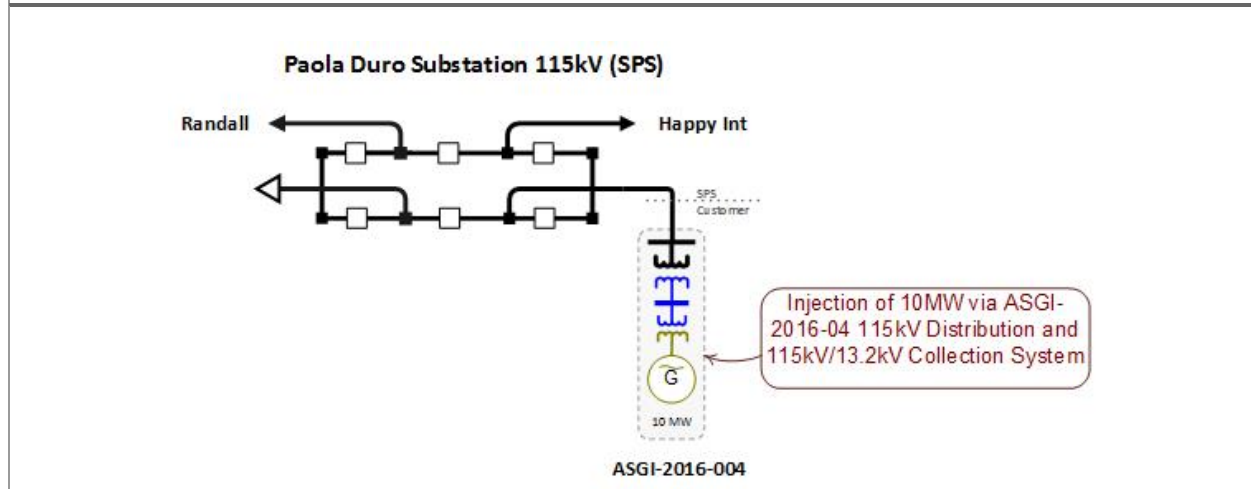 Paola Duro Substation 115kV (SPS)
Randall
Happy Int
SPS
Customer
Injection of 10MW via ASGI-
2016-04 115kV Distribution and
115kV/13.2kV Collection System
G
10 MW
ASGI-2016-004